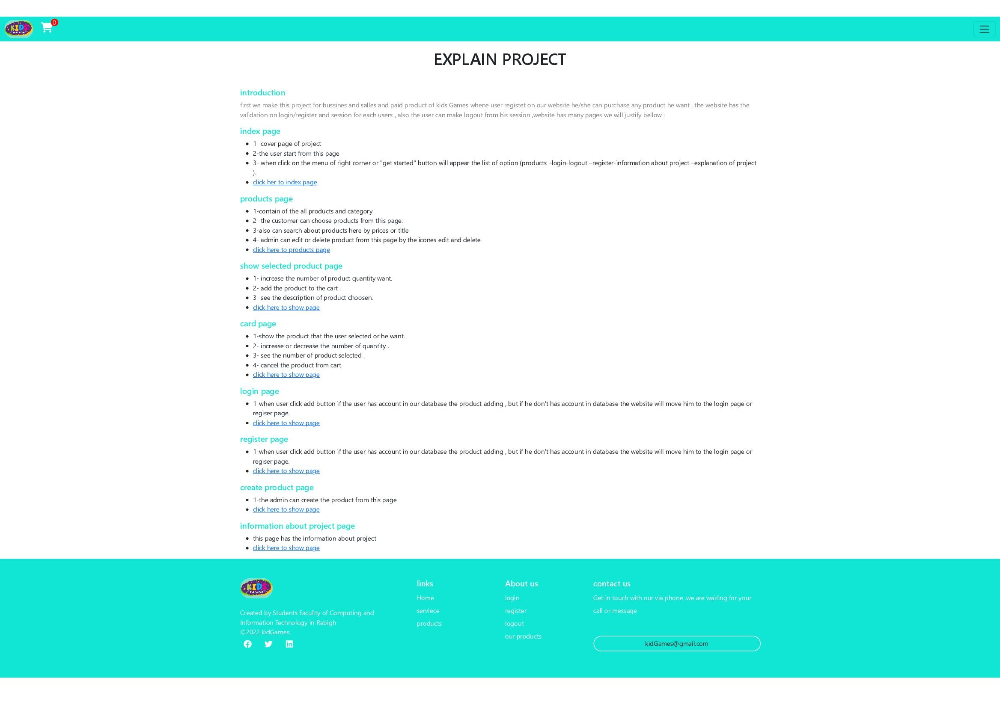 KIDS
PLAY & FUN
0
EXPLAIN PROJECT
introduction
first we make this project for bussines and salles and paid product of kids Games whene user registet on our website he/she can purchase any product he want , the website has the
validation on login/register and session for each users , also the user can make logout from his session ,website has many pages we will justify bellow :
index page
1- cover page of project
2-the user start from this page
3- when click on the menu of right corner or "get started" button will appear the list of option (products –login-logout –register-information about project –explanation of project
).
click her to index page
products page
1-contain of the all products and category
2- the customer can choose products from this page.
3-also can search about products here by prices or title
4- admin can edit or delete product from this page by the icones edit and delete
click here to products page
show selected product page
1- increase the number of product quantity want.
2- add the product to the cart .
3- see the description of product choosen.
click here to show page
card page
1-show the product that the user selected or he want.
2- increase or decrease the number of quantity .
3- see the number of product selected .
4- cancel the product from cart.
click here to show page
login page
1-when user click add button if the user has account in our database the product adding , but if he don't has account in database the website will move him to the login page or
regiser page.
click here to show page
register page
1-when user click add button if the user has account in our database the product adding , but if he don't has account in database the website will move him to the login page or
regiser page.
click here to show page
create product page
1-the admin can create the product from this page
click here to show page
information about project page
this page has the information about project
click here to show page
KIDS
PLAY & FUN
Created by Students Faculity of Computing and
Information Technology in Rabigh
©2022 kidGames
links
Home
serviece
products
About us
login
register
logout
our products
contact us
Get in touch with our via phone .we are waiting for your
call or message
kidGames@gmail.com